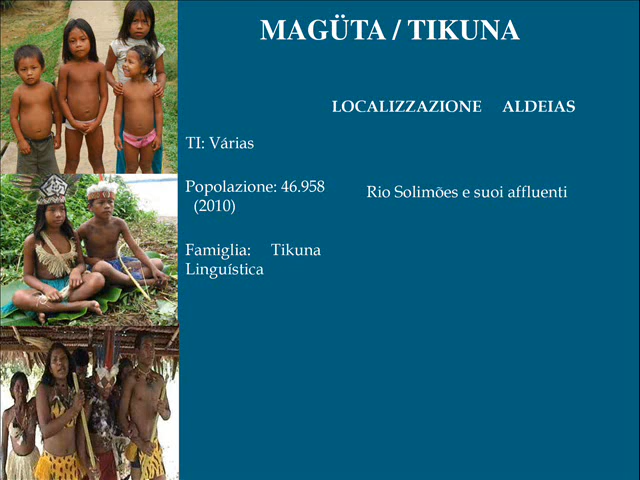 MAGÜTA / TIKUNA
LOCALIZZAZIONE ALDEIAS
TI: Várias
Popolazione: 46.958
(2010)
Rio Solimões e suoi affluenti
Famiglia: Tikuna
Linguística